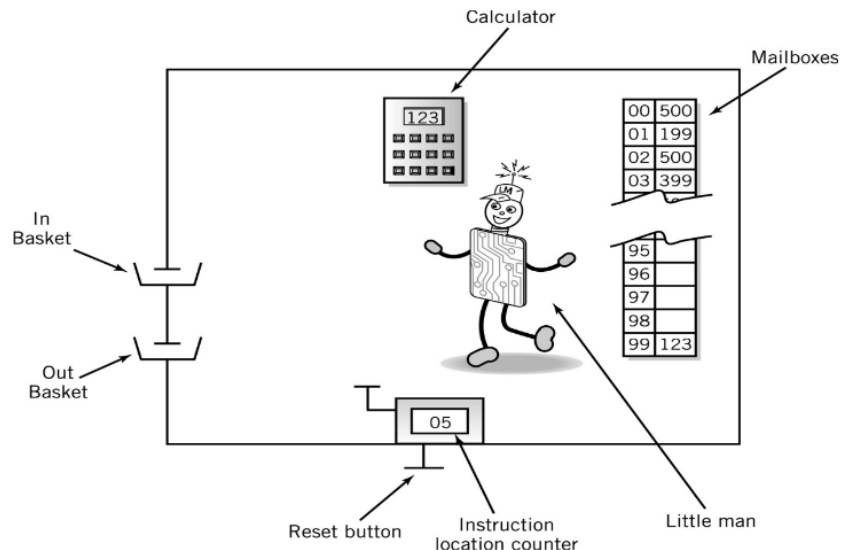 Calculator
Mailboxes
123
00 500
01 199
02 500
03 399
LM
In
Basket
95
96
97
98
99 123
Out
Basket
05
Reset button
Instruction
location counter
Little man